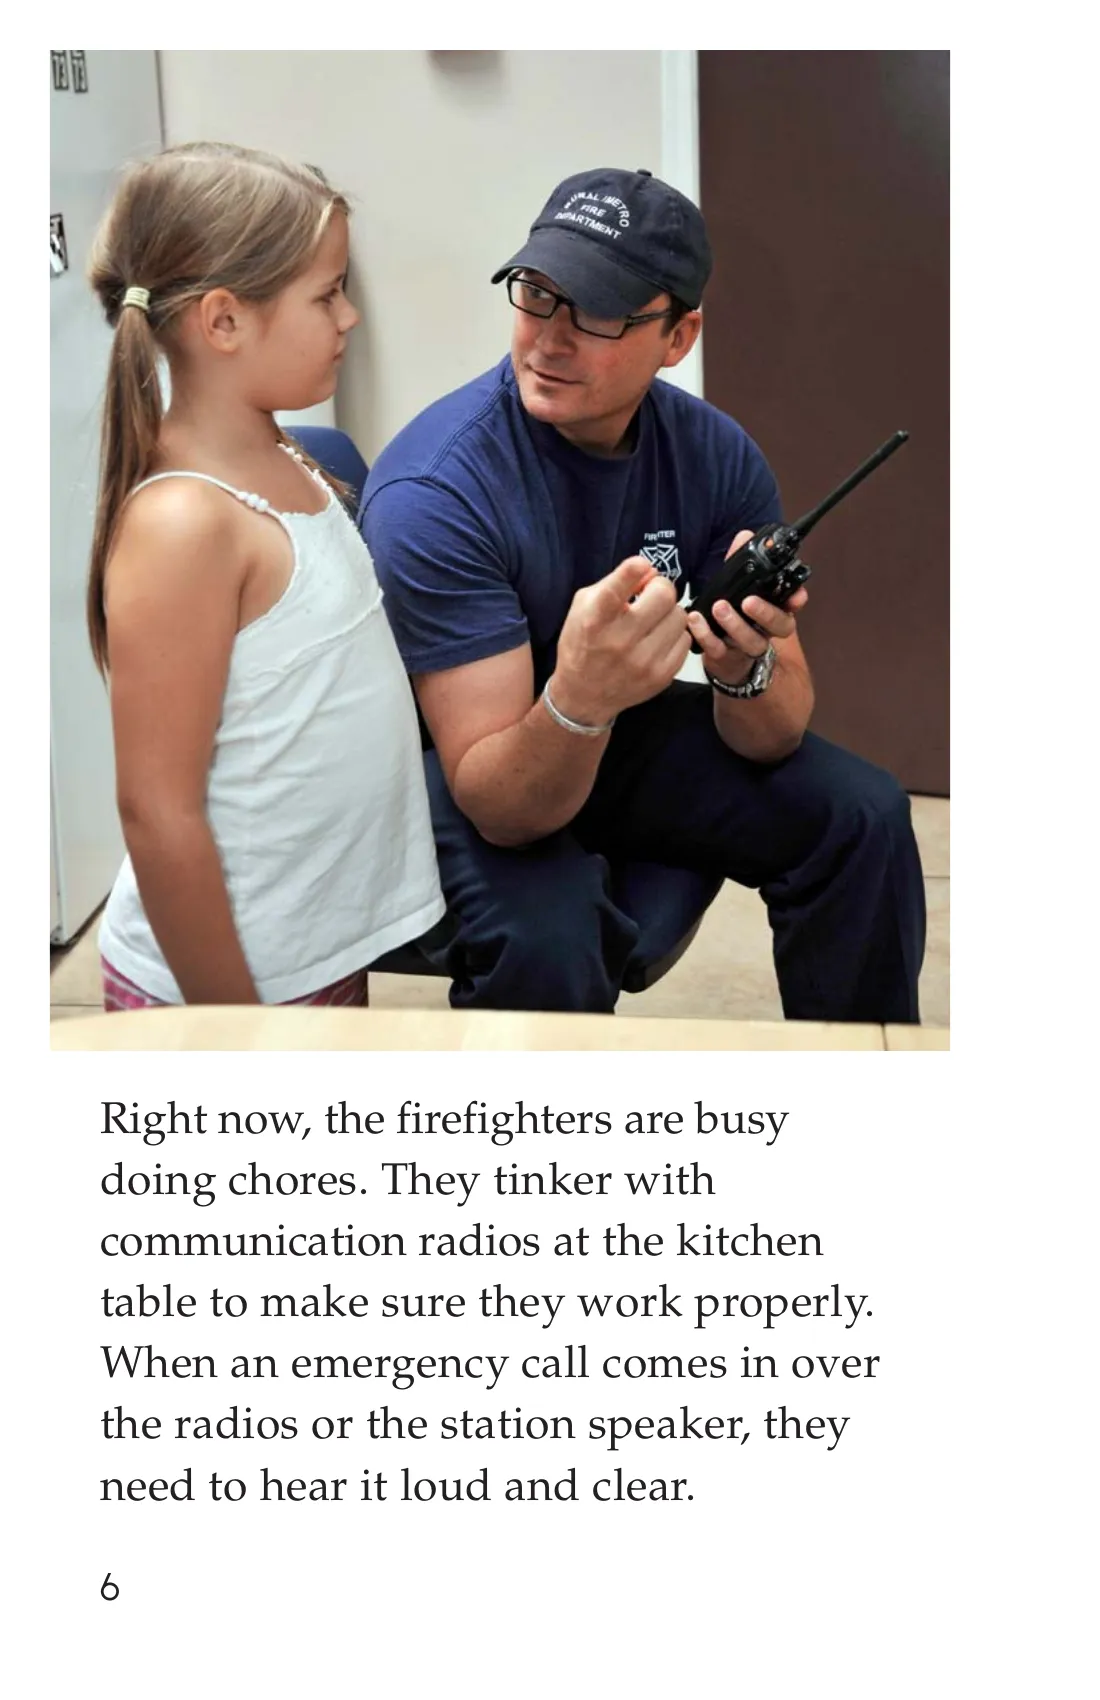 RURAL/METRO
FIRE
DEPARTMENT
Right now, the firefighters are busy
doing chores. They tinker with
communication radios at the kitchen
table to make sure they work properly.
When an emergency call comes in over
the radios or the station speaker, they
need to hear it loud and clear.
6